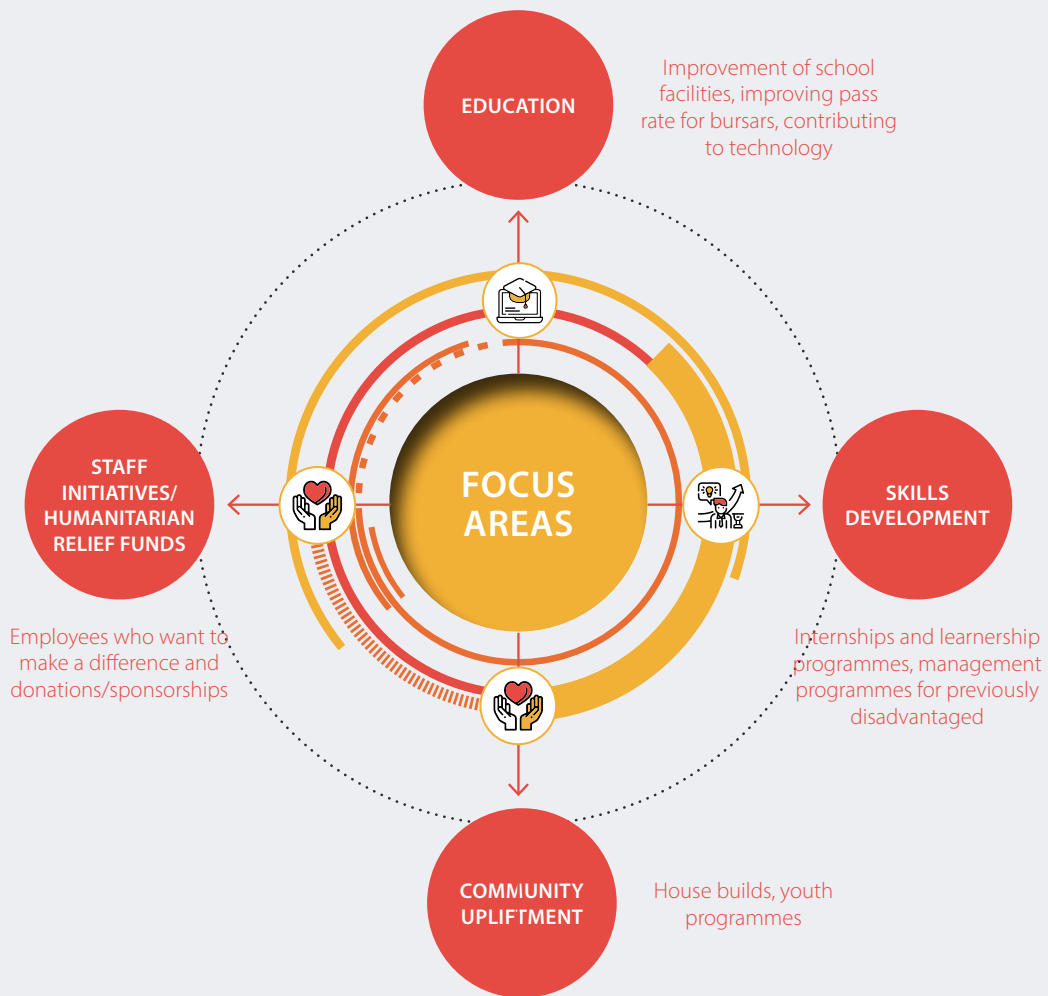 EDUCATION
Improvement of school
facilities, improving pass
rate for bursars, contributing
to technology
FOCUS
AREAS
STAFF
INITIATIVES/
HUMANITARIAN
RELIEF FUNDS
Employees who want to
make a difference and
donations/sponsorships
SKILLS
DEVELOPMENT
Internships and learnership
programmes, management
programmes for previously
disadvantaged
COMMUNITY
UPLIFTMENT
House builds, youth
programmes